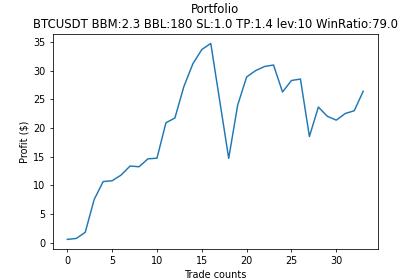 Portfolio
BTCUSDT BBM:2.3 BBL:180 SL:1.0 TP:1.4 lev:10 WinRatio:79.0
35
30
25
20
15
10
5
0
Profit ($)
0 5 10 15 20 25 30
Trade counts